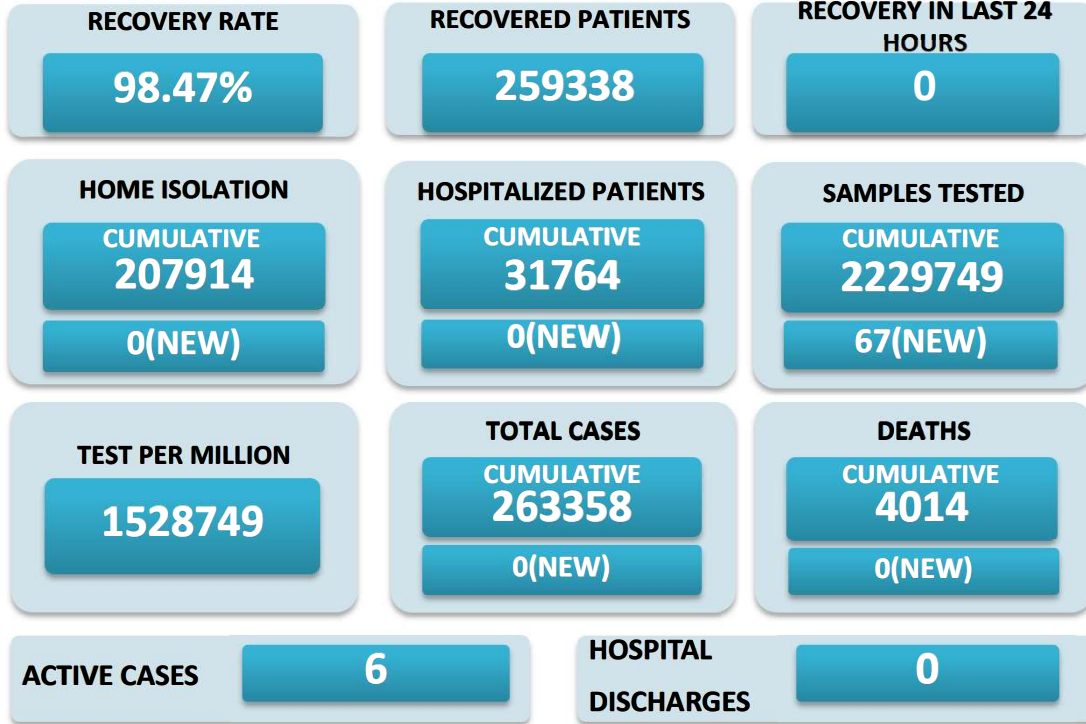 RECOVERY RATE
98.47%
RECOVERED PATIENTS
259338
RECOVERY IN LAST 24
HOURS
0
HOME ISOLATION
CUMULATIVE
207914
0(NEW)
HOSPITALIZED PATIENTS
CUMULATIVE
31764
0(NEW)
SAMPLES TESTED
CUMULATIVE
2229749
67(NEW)
TEST PER MILLION
1528749
TOTAL CASES
CUMULATIVE
263358
0(NEW)
DEATHS
CUMULATIVE
4014
0(NEW)
ACTIVE CASES
6
HOSPITAL
DISCHARGES
0